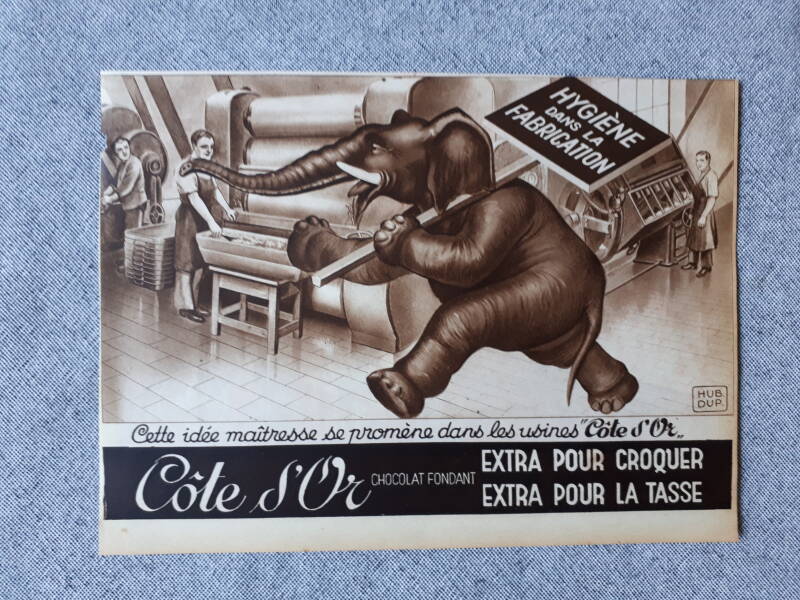 HYGIÈNE
DANS LA
FABRICATION
HUB.
DUP.
Cette idée maîtresse se promène dans les usines "Côte d'Or„
Côte d'Or CHOCOLAT FONDANT EXTRA POUR CROQUER
EXTRA POUR LA TASSE